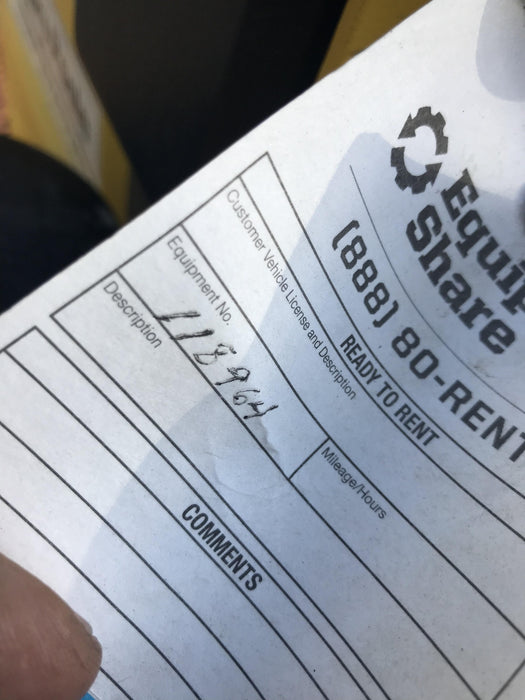 Equip
Share
(888) 80-RENT
READY TO RENT
Customer Vehicle License and Description
Equipment No.
118964
Mileage/Hours
Description
COMMENTS